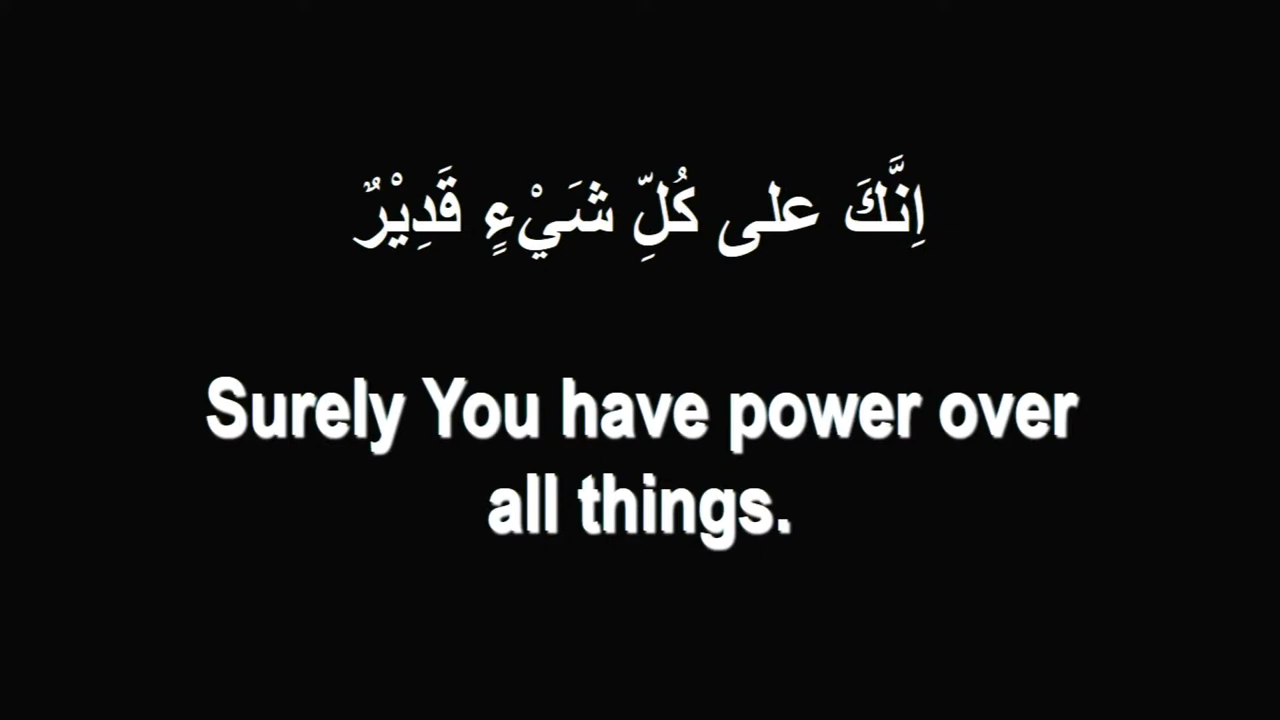 اِنَّكَ على كُلِّ شَيْءٍ قَدِيْرٌ
Surely You have power over
all things.